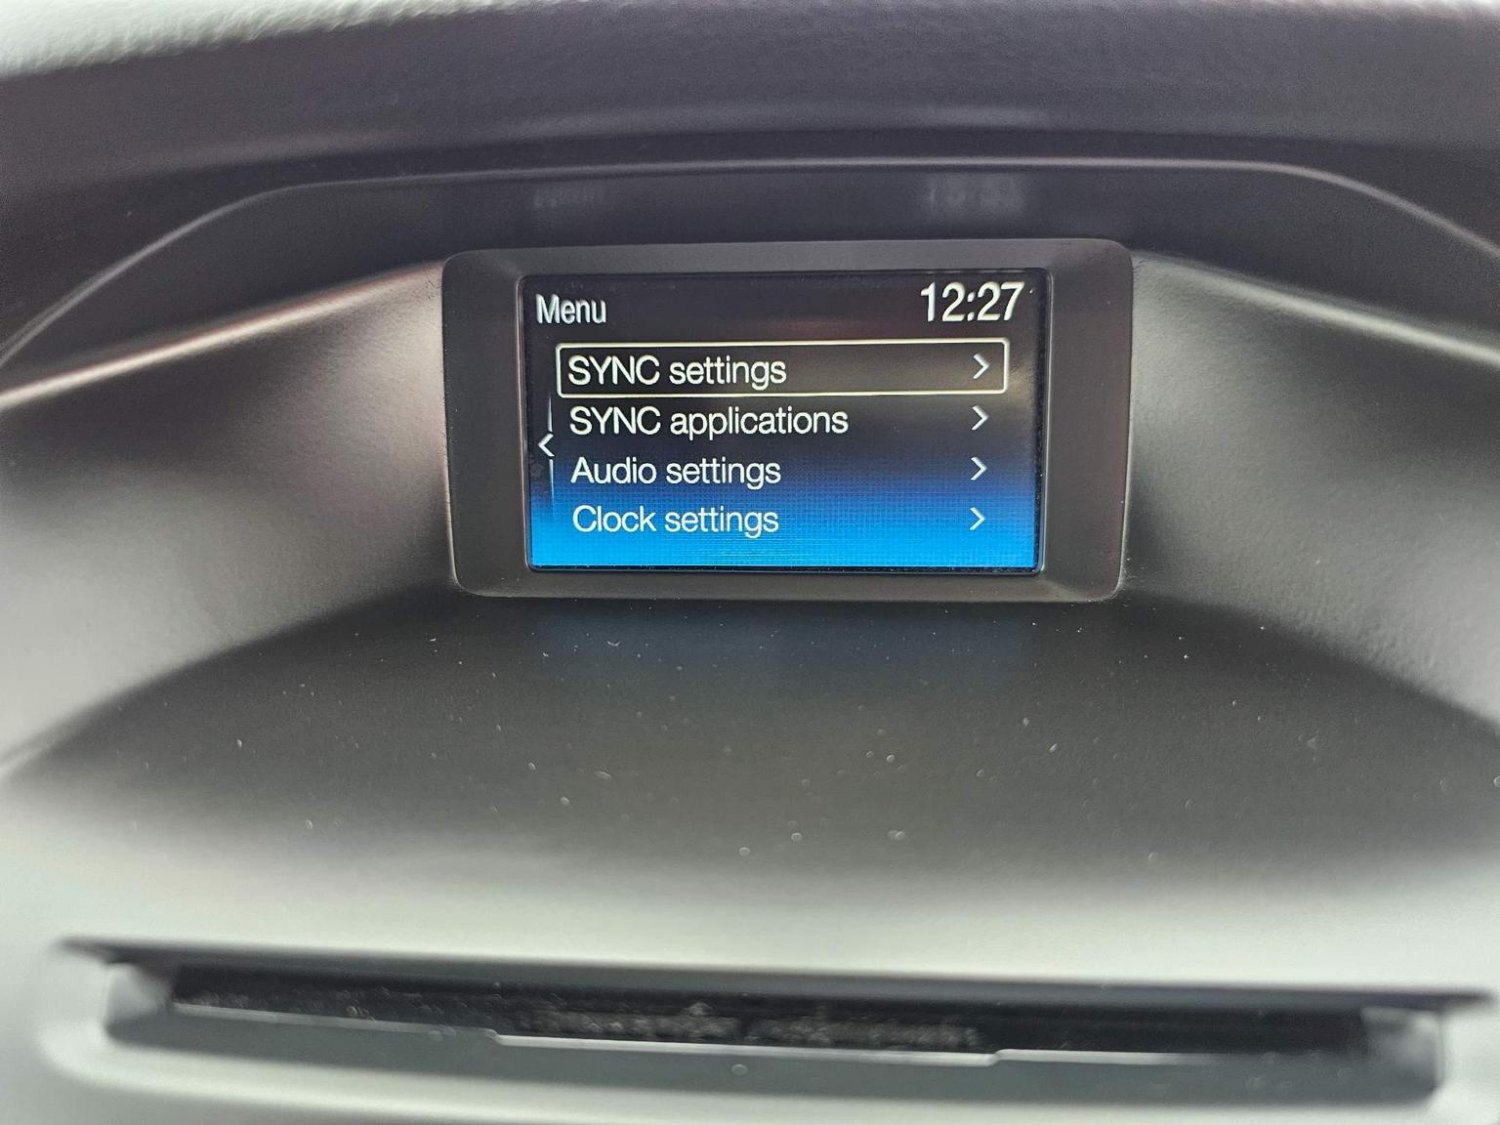 Menu 12:27
SYNC settings
SYNC applications
Audio settings
Clock settings